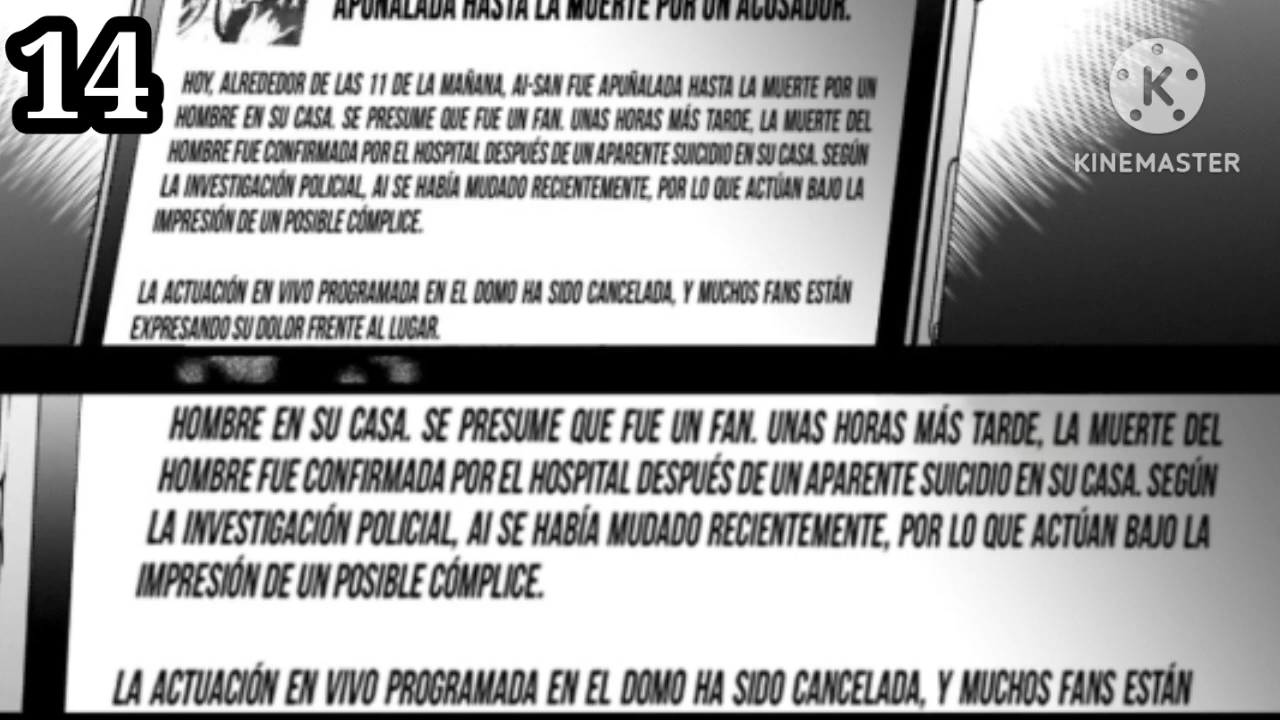 APUÑALADA HASTA LA MUERTE POR UN ACOSADOR.
14
HOY, ALREDEDOR DE LAS 11 DE LA MAÑANA, AI-SAN FUE APUÑALADA HASTA LA MUERTE POR UN
HOMBRE EN SU CASA. SE PRESUME QUE FUE UN FAN. UNAS HORAS MÁS TARDE, LA MUERTE DEL
HOMBRE FUE CONFIRMADA POR EL HOSPITAL DESPUÉS DE UN APARENTE SUICIDIO EN SU CASA. SEGÚN
LA INVESTIGACIÓN POLICIAL, AI SE HABÍA MUDADO RECIENTEMENTE, POR LO QUE ACTÚAN BAJO LA
IMPRESIÓN DE UN POSIBLE CÓMPLICE.
LA ACTUACIÓN EN VIVO PROGRAMADA EN EL DOMO HA SIDO CANCELADA, Y MUCHOS FANS ESTÁN
EXPRESANDO SU DOLOR FRENTE AL LUGAR.
K
KINEMASTER
HOMBRE EN SU CASA. SE PRESUME QUE FUE UN FAN. UNAS HORAS MÁS TARDE, LA MUERTE DEL
HOMBRE FUE CONFIRMADA POR EL HOSPITAL DESPUÉS DE UN APARENTE SUICIDIO EN SU CASA. SEGÚN
LA INVESTIGACIÓN POLICIAL, AI SE HABÍA MUDADO RECIENTEMENTE, POR LO QUE ACTÚAN BAJO LA
IMPRESIÓN DE UN POSIBLE CÓMPLICE.
LA ACTUACIÓN EN VIVO PROGRAMADA EN EL DOMO HA SIDO CANCELADA, Y MUCHOS FANS ESTÁN